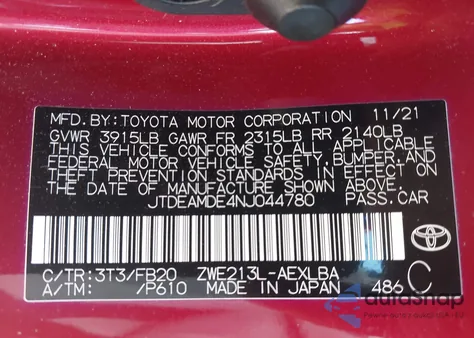 MFD.BY:TOYOTA MOTOR CORPORATION 11/21
GVWR 3915LB GAWR FR 2315LB RR 2140LB
THIS VEHICLE CONFORMS TO ALL APPLICABLE
FEDERAL MOTOR VEHICLE SAFETY,BUMPER,AND
THEFT PREVENTION STANDARDS IN EFFECT ON
THE DATE OF MANUFACTURE SHOWN ABOVE.
JTDEAMDE4NJ044780 PASS.CAR
C/TR:3T3/FB20 ZWE213L-AEXLBA
A/TM: /P610 MADE IN JAPAN 486 C
TOYOTA
autoSnap